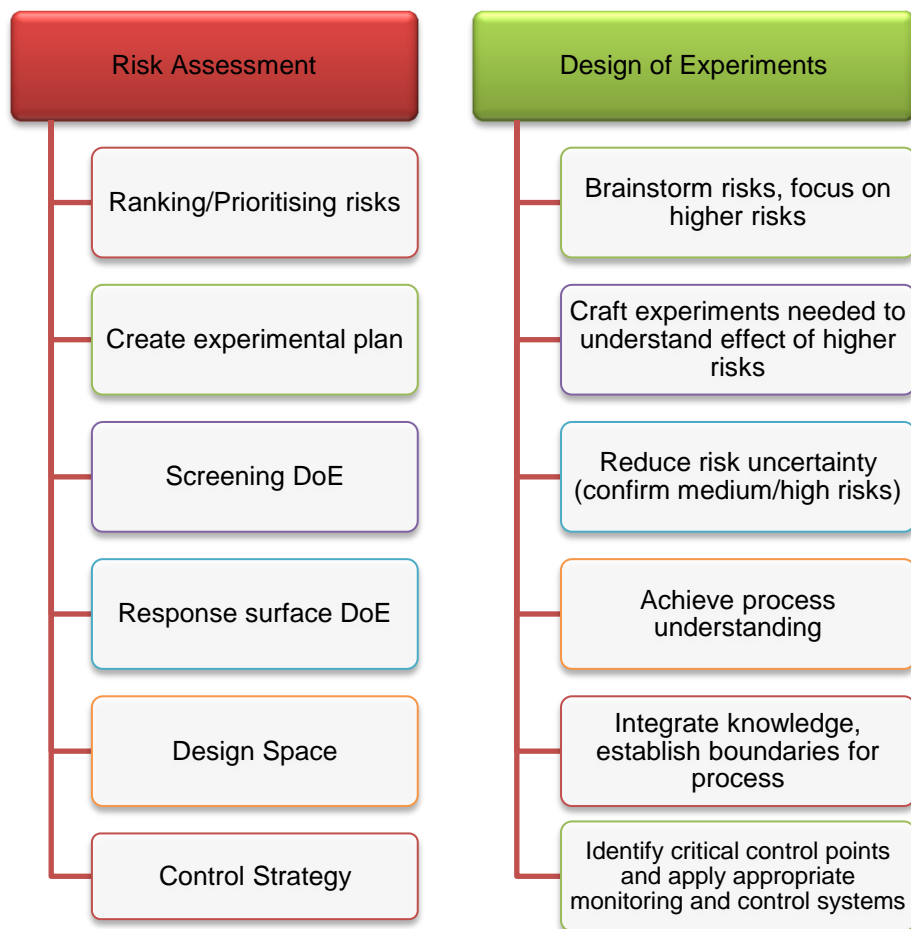 Risk Assessment
Ranking/Prioritising risks
Create experimental plan
Screening DoE
Response surface DoE
Design Space
Control Strategy
Design of Experiments
Brainstorm risks, focus on
higher risks
Craft experiments needed to
understand effect of higher
risks
Reduce risk uncertainty
(confirm medium/high risks)
Achieve process
understanding
Integrate knowledge,
establish boundaries for
process
Identify critical control points
and apply appropriate
monitoring and control systems